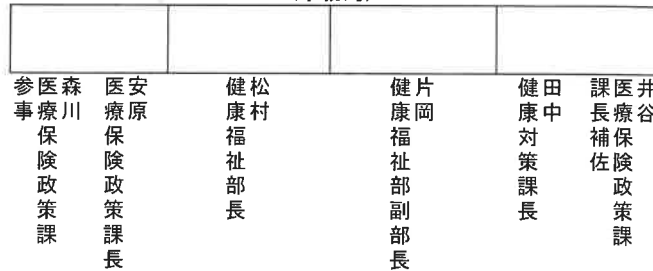 井谷
医療保険政策課
課長補佐
田中
健康対策課長
片岡
健康福祉部副部長
松村
健康福祉部長
安原
医療保険政策課長
森川
医療保険政策課
参事